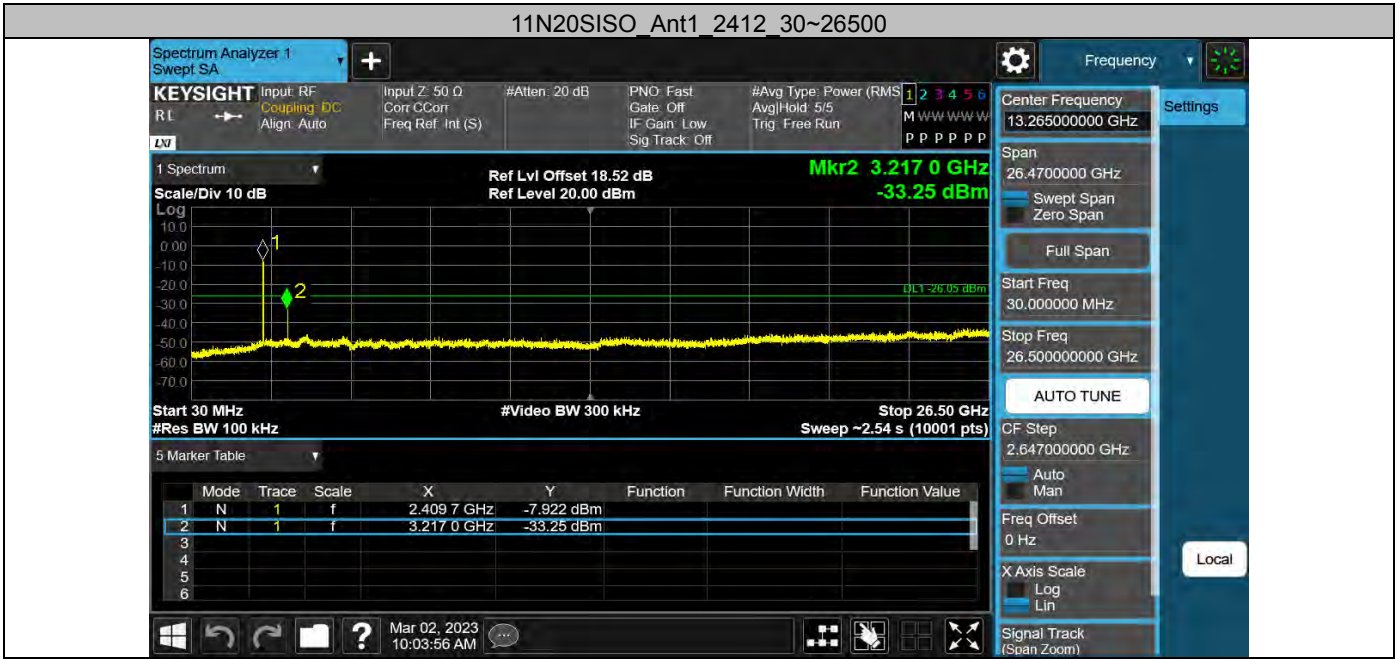 11N20SISO_Ant1_2412_30~26500
Spectrum Analyzer 1
Swept SA
+
Frequency
KEYSIGHT
RL
LXI
Input: RF
Coupling: DC
Align: Auto
Input Z: 50 Ω
Corr CCorr
Freq Ref: Int (S)
#Atten: 20 dB
PNO: Fast
Gate: Off
IF Gain: Low
Sig Track: Off
#Avg Type: Power (RMS
Avg|Hold: 5/5
Trig: Free Run
1 2 3 4 5 6
M W W W W W
P P P P P P
1 Spectrum
Scale/Div 10 dB
Ref Lvl Offset 18.52 dB
Ref Level 20.00 dBm
Mkr2 3.217 0 GHz
-33.25 dBm
Log
10.0
0.00
-10.0
-20.0
-30.0
-40.0
-50.0
-60.0
-70.0
1
2
DL1 -26.05 dBm
Start 30 MHz
#Video BW 300 kHz
Stop 26.50 GHz
#Res BW 100 kHz
Sweep ~2.54 s (10001 pts)
5 Marker Table
Mode Trace Scale X Y Function Function Width Function Value
1 N 1 f 2.409 7 GHz -7.922 dBm
2 N 1 f 3.217 0 GHz -33.25 dBm
3
4
5
6
?
Mar 02, 2023
10:03:56 AM
Center Frequency
13.265000000 GHz
Settings
Span
26.4700000 GHz
Swept Span
Zero Span
Full Span
Start Freq
30.000000 MHz
Stop Freq
26.500000000 GHz
AUTO TUNE
CF Step
2.647000000 GHz
Auto
Man
Freq Offset
0 Hz
X Axis Scale
Log
Lin
Local
Signal Track
(Span Zoom)